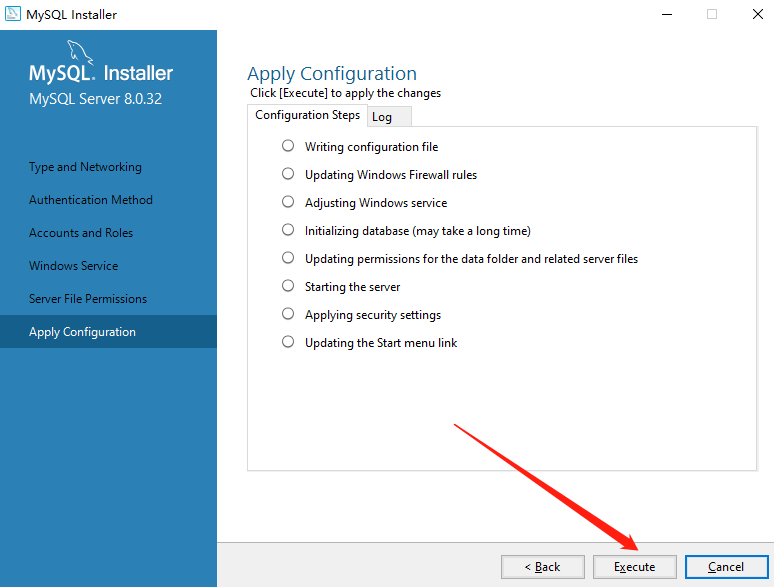 MySQL Installer
MySQL. Installer
MySQL Server 8.0.32
Type and Networking
Authentication Method
Accounts and Roles
Windows Service
Server File Permissions
Apply Configuration
Apply Configuration
Click [Execute] to apply the changes
Configuration Steps Log
Writing configuration file
Updating Windows Firewall rules
Adjusting Windows service
Initializing database (may take a long time)
Updating permissions for the data folder and related server files
Starting the server
Applying security settings
Updating the Start menu link
< Back Execute Cancel